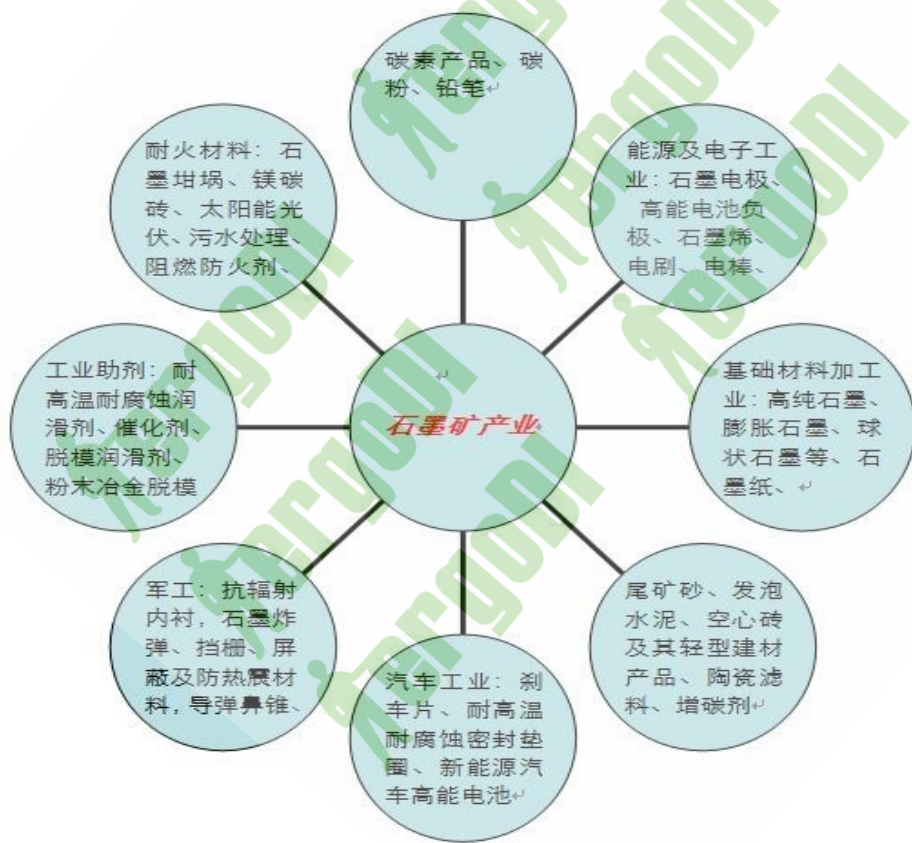 碳素产品、碳
粉、铅笔
能源及电子工
业:石墨电极、
高能电池负
极、石墨烯、
电刷、电棒、
基础材料加工
业:高纯石墨、
膨胀石墨、球
状石墨等、石
墨纸、
尾矿砂、发泡
水泥、空心砖
及其轻型建材
产品、陶瓷滤
料、增碳剂
汽车工业:刹
车片、耐高温
耐腐蚀密封垫
圈、新能源汽
车高能电池
军工:抗辐射
内衬,石墨炸
弹、挡栅、屏
蔽及防热震材
料,导弹鼻锥、
工业助剂:耐
高温耐腐蚀润
滑剂、催化剂、
脱模润滑剂、
粉末冶金脱模
耐火材料:石
墨坩埚、镁碳
砖、太阳能光
伏、污水处理、
阻燃防火剂、
石墨矿产业
iergoDI
iergoDI
iergoDI
iergoDI
iergoDI
iergoDI
iergoDI